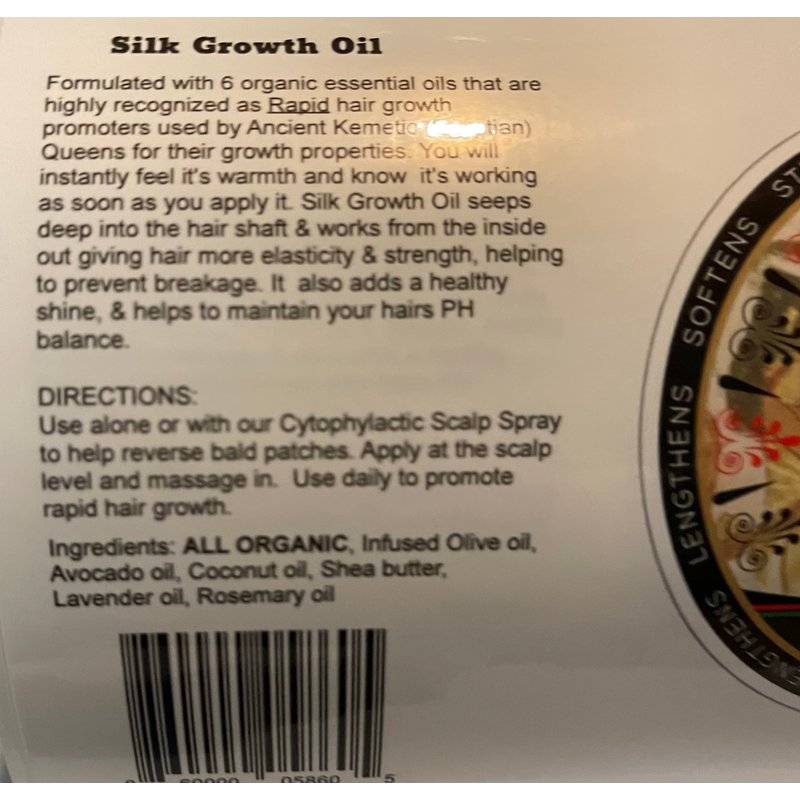 Silk Growth Oil
Formulated with 6 organic essential oils that are
highly recognized as Rapid hair growth
promoters used by Ancient Kemetic
Queens for their growth properties. You will
instantly feel it's warmth and know it's working
as soon as you apply it. Silk Growth Oil seeps
deep into the hair shaft & works from the inside
out giving hair more elasticity & strength, helping
to prevent breakage. It also adds a healthy
shine, & helps to maintain your hairs PH
balance.
DIRECTIONS:
Use alone or with our Cytophylactic Scalp Spray
to help reverse bald patches. Apply at the scalp
level and massage in. Use daily to promote
rapid hair growth.
Ingredients: ALL ORGANIC, Infused Olive oil,
Avocado oil, Coconut oil, Shea butter,
Lavender oil, Rosemary oil
05860 5
LENGTHENS SOFTENS